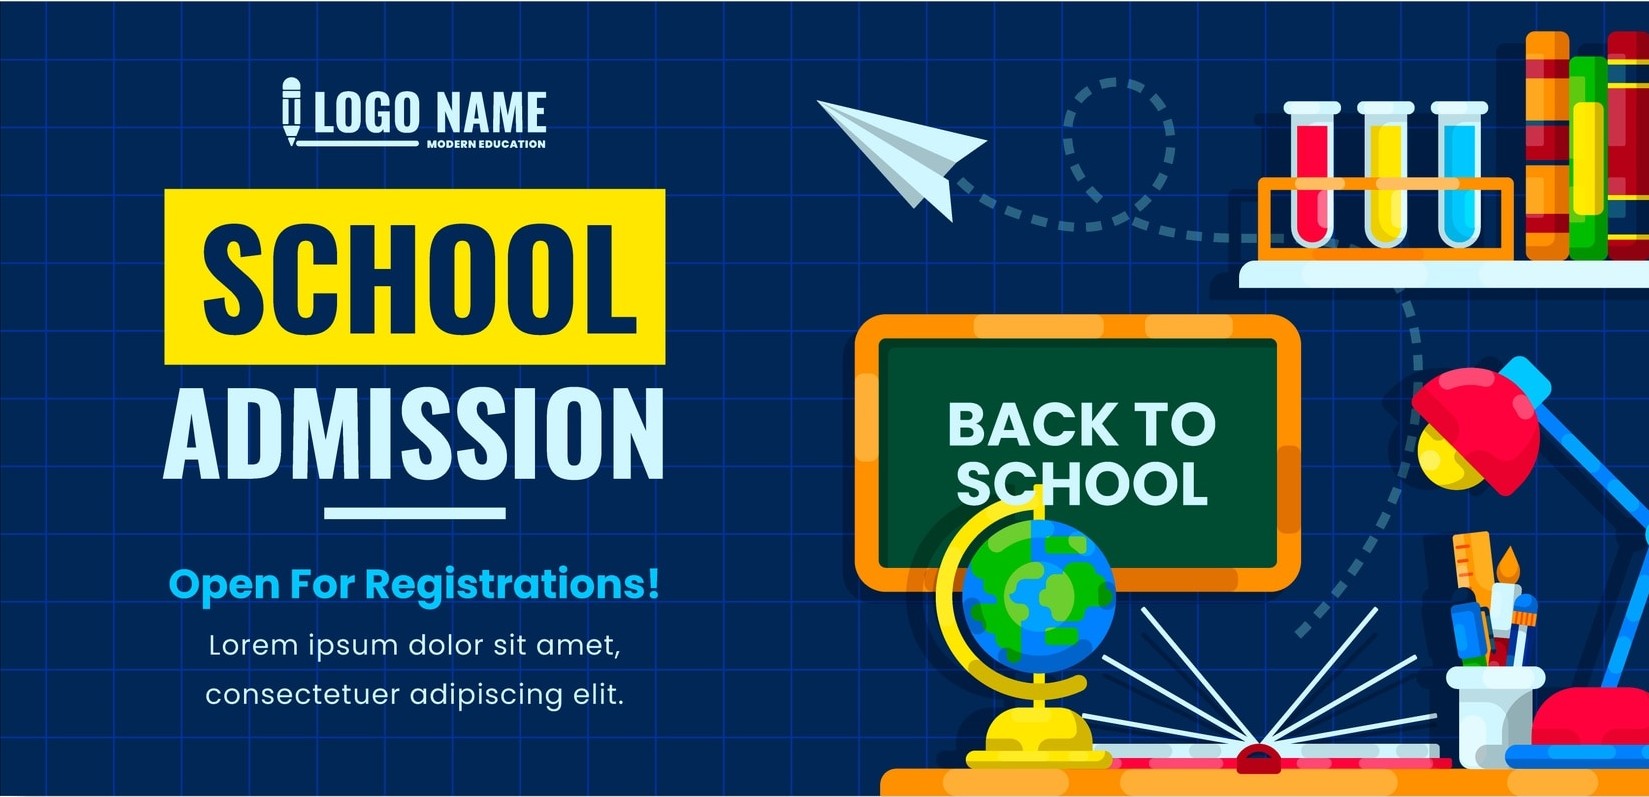 LOGO NAME
MODERN EDUCATION
SCHOOL
ADMISSION
Open For Registrations!
Lorem ipsum dolor sit amet,
consectetuer adipiscing elit.
BACK TO
SCHOOL